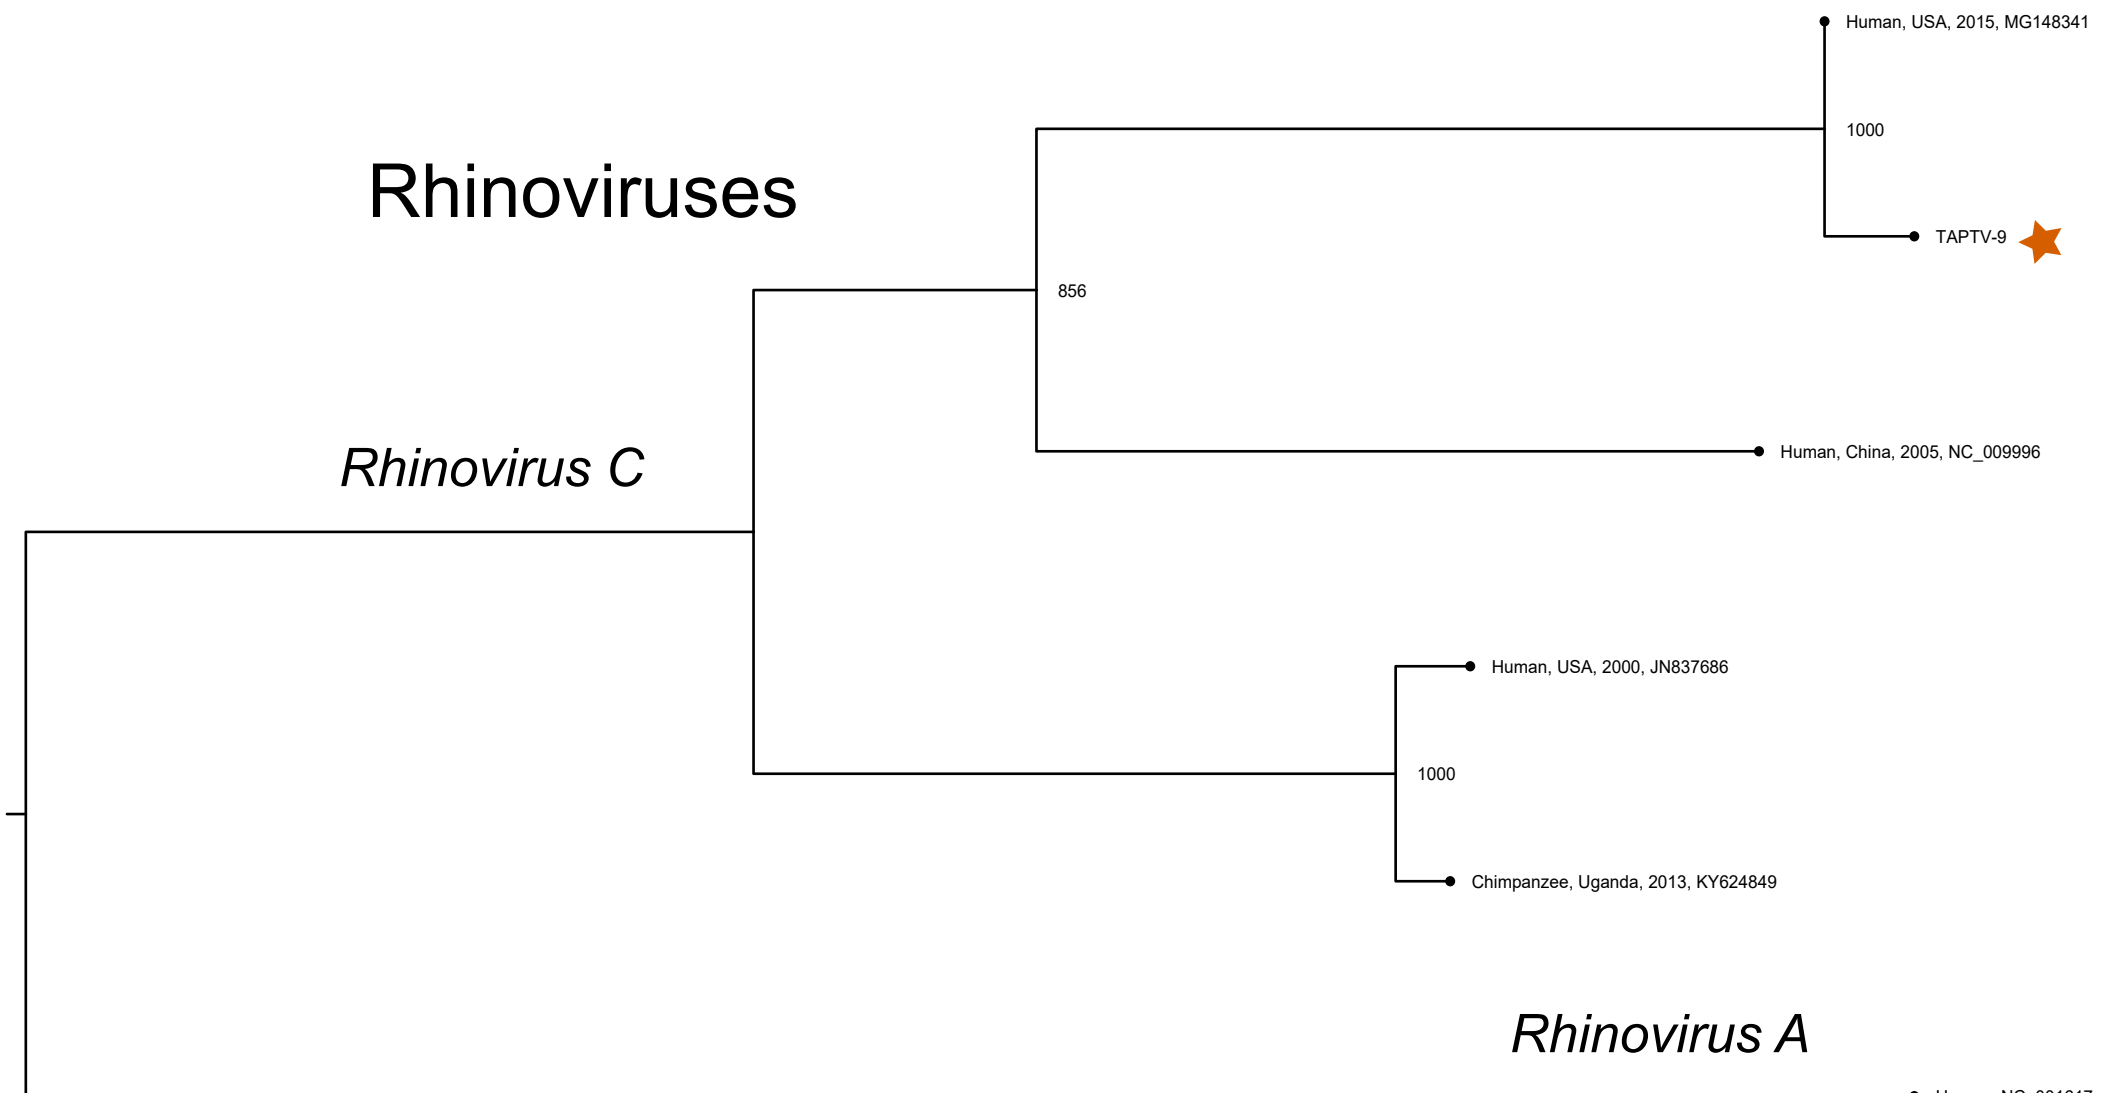 Human, USA, 2015, MG148341
1000
Rhinoviruses
TAPTV-9
856
Human, China, 2005, NC_009996
Rhinovirus C
Human, USA, 2000, JN837686
1000
Chimpanzee, Uganda, 2013, KY624849
Rhinovirus A